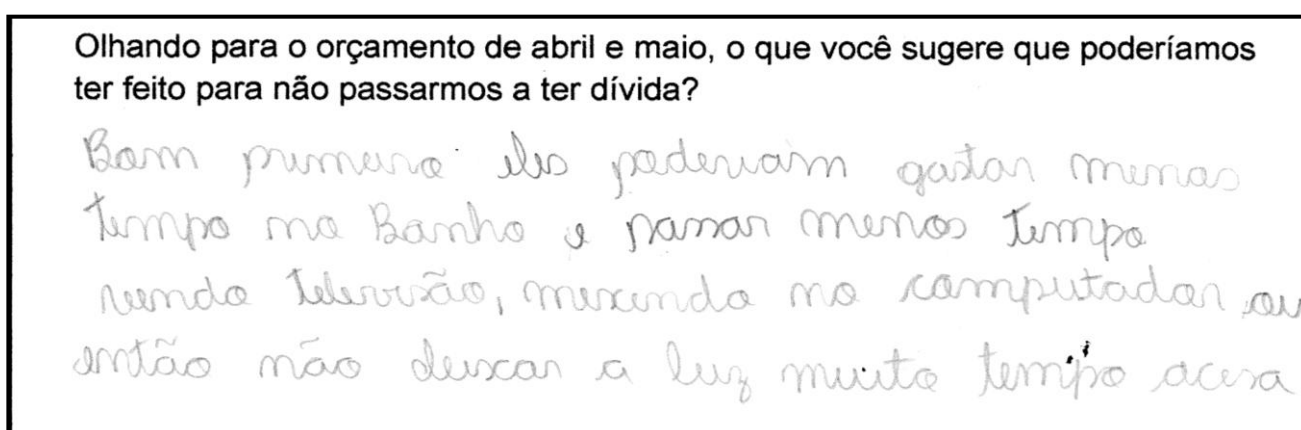 Olhando para o orçamento de abril e maio, o que você sugere que poderíamos
ter feito para não passarmos a ter dívida?
Bom primeiro eles poderiam gastar menos
tempo no Banho e passar menos tempo
vendo televisão, mexendo no computador ou
então não deixar a luz muito tempo acesa